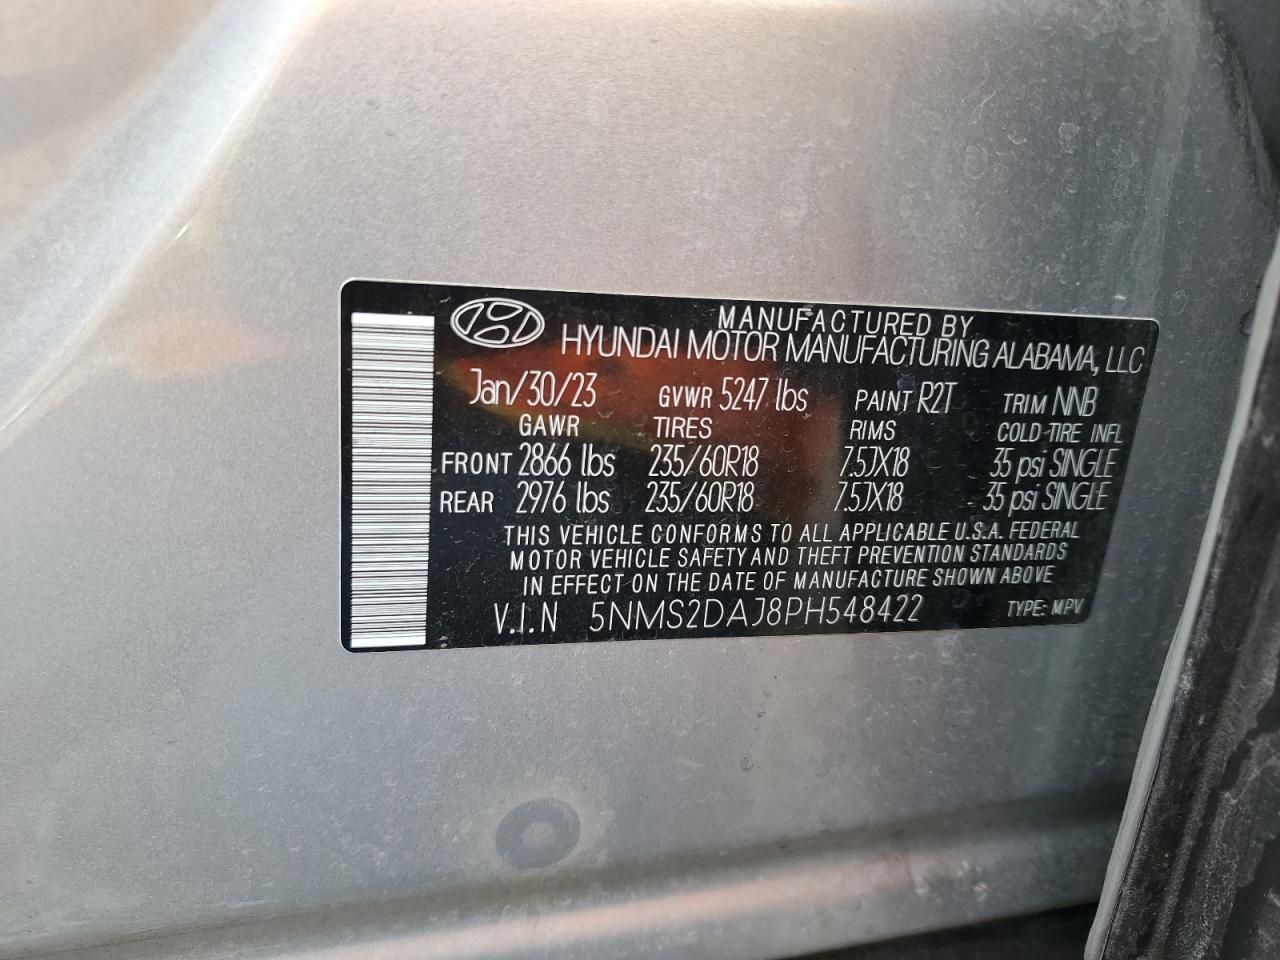 MANUFACTURED BY
HYUNDAI MOTOR MANUFACTURING ALABAMA, LLC
Jan/30/23 GVWR 5247 lbs PAINT R2T TRIM NNB
GAWR TIRES RIMS COLD TIRE INFL
FRONT 2866 lbs 235/60R18 7.5JX18 35 psi SINGLE
REAR 2976 lbs 235/60R18 7.5JX18 35 psi SINGLE
THIS VEHICLE CONFORMS TO ALL APPLICABLE U.S.A. FEDERAL
MOTOR VEHICLE SAFETY AND THEFT PREVENTION STANDARDS
IN EFFECT ON THE DATE OF MANUFACTURE SHOWN ABOVE
V.I.N 5NMS2DAJ8PH548422 TYPE: MPV